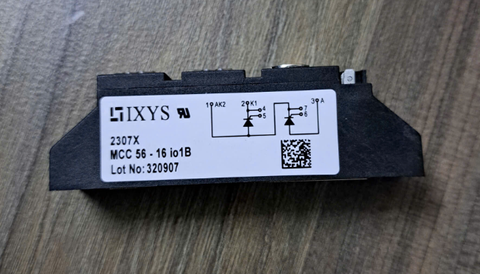 IXYS
1 AK2 2 K1 3 A
4
5
7
6
2307X
MCC 56 - 16 io1B
Lot No: 320907